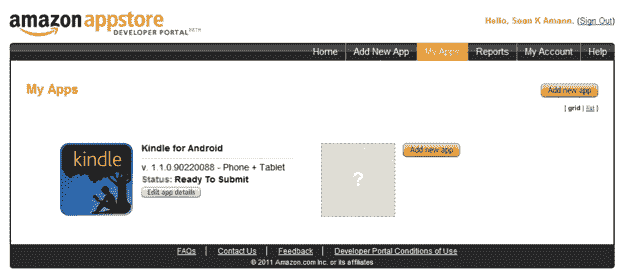 amazon appstore
DEVELOPER PORTAL BETA
Hello, Sean K Amann. (Sign Out)
Home Add New App My Apps Reports My Account Help
My Apps
Add new app
( grid | list )
kindle
Kindle for Android
v. 1.1.0.90220088 - Phone + Tablet
Status: Ready To Submit
Edit app details
?
Add new app
FAQs | Contact Us | Feedback | Developer Portal Conditions of Use
© 2011 Amazon.com Inc. or its affiliates